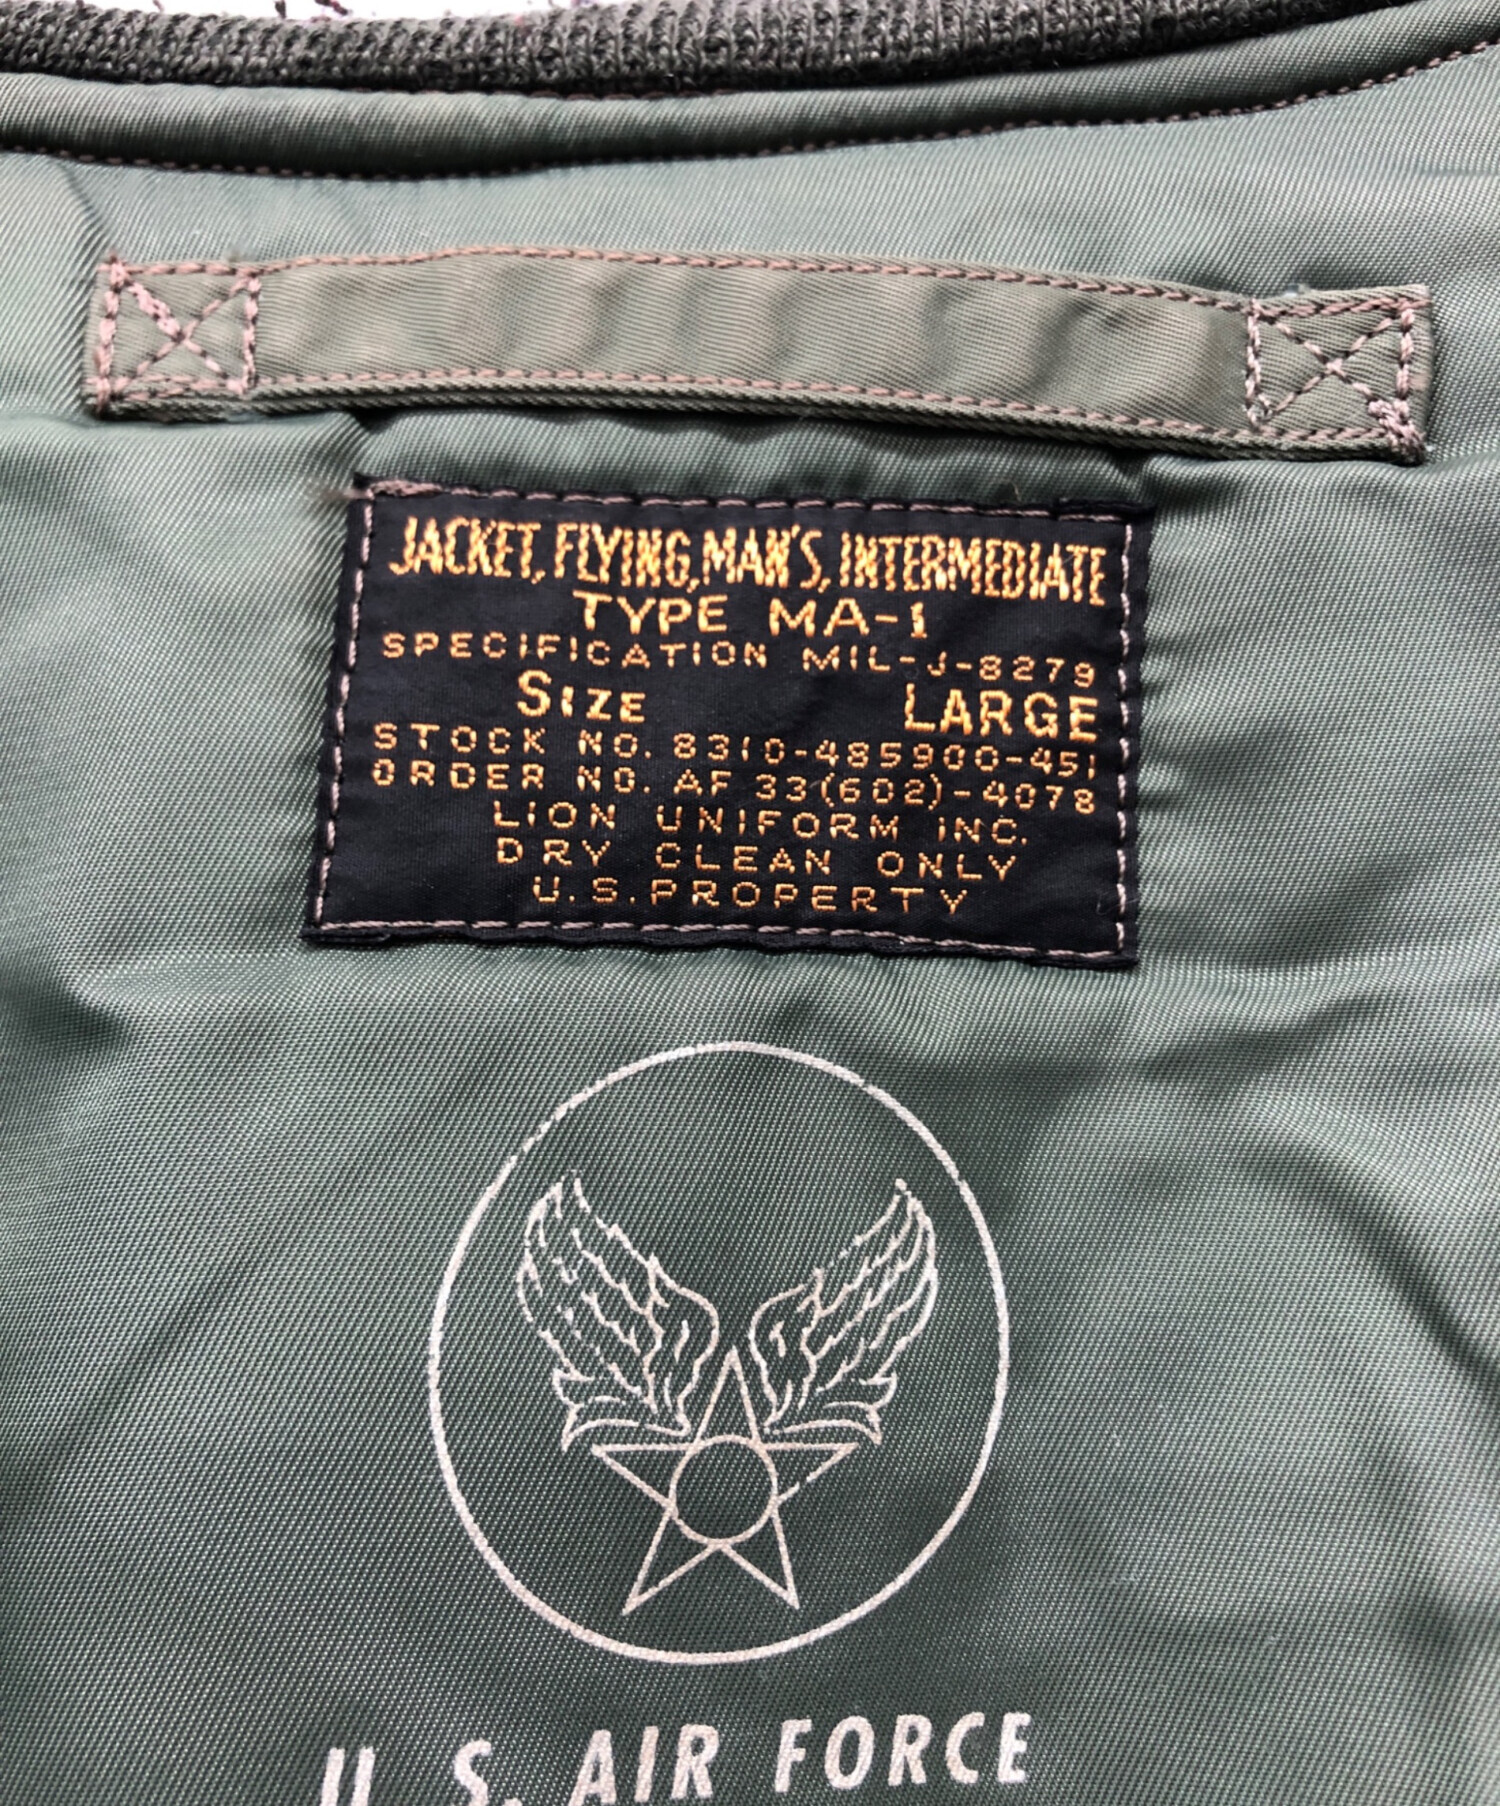 JACKET, FLYING, MAN'S, INTERMEDIATE
TYPE MA-1
SPECIFICATION MIL-J-8279
SIZE LARGE
STOCK NO. 8310-485900-451
ORDER NO. AF 33(602)-4078
LION UNIFORM INC.
DRY CLEAN ONLY
U.S. PROPERTY
U. S. AIR FORCE